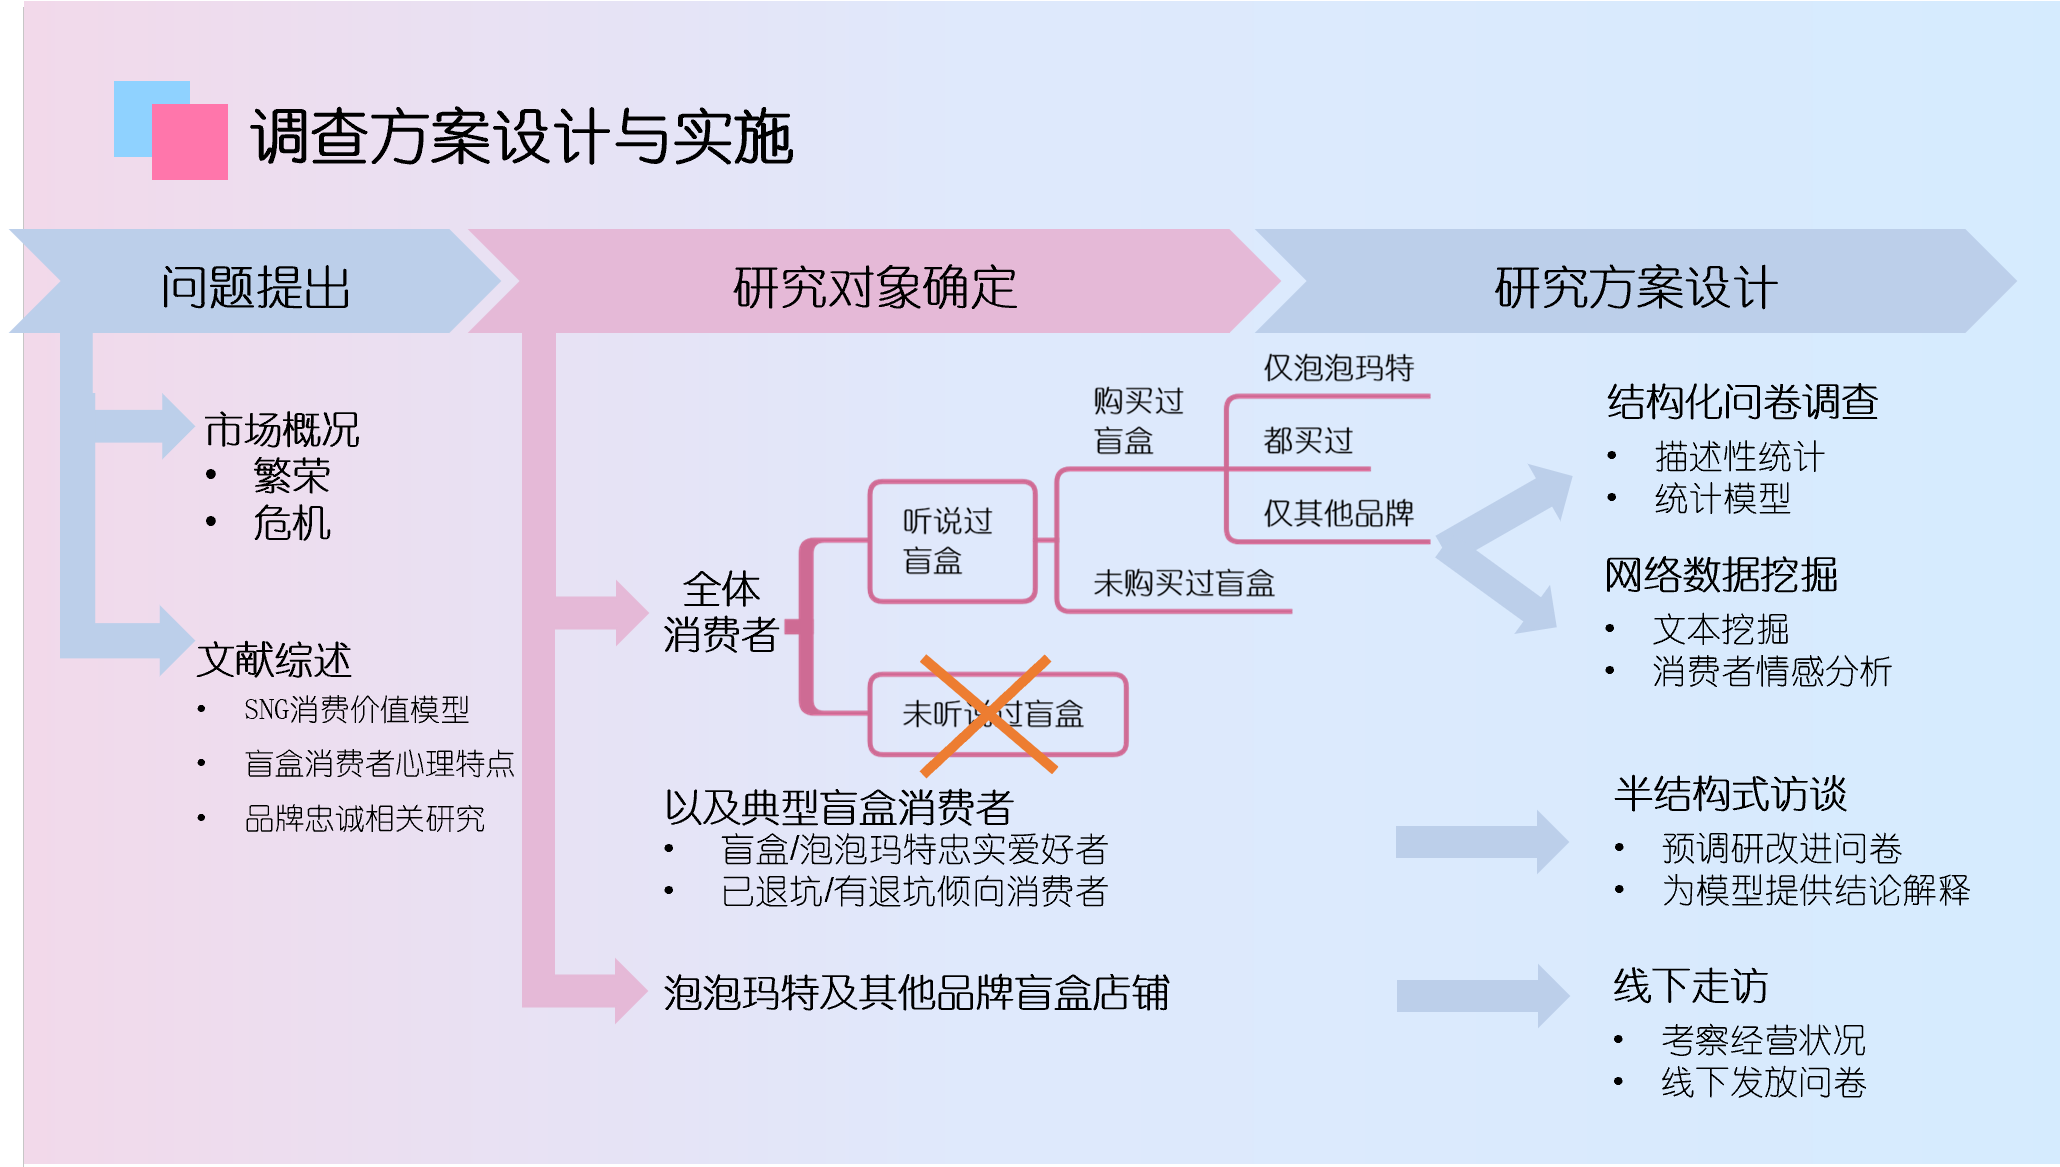 调查方案设计与实施
问题提出
研究对象确定
研究方案设计
市场概况
• 繁荣
• 危机
文献综述
• SNG消费价值模型
• 盲盒消费者心理特点
• 品牌忠诚相关研究
全体
消费者
听说过
盲盒
购买过
盲盒
仅泡泡玛特
都买过
仅其他品牌
未购买过盲盒
未听说过盲盒
以及典型盲盒消费者
• 盲盒/泡泡玛特忠实爱好者
• 已退坑/有退坑倾向消费者
泡泡玛特及其他品牌盲盒店铺
结构化问卷调查
• 描述性统计
• 统计模型
网络数据挖掘
• 文本挖掘
• 消费者情感分析
半结构式访谈
• 预调研改进问卷
• 为模型提供结论解释
线下走访
• 考察经营状况
• 线下发放问卷